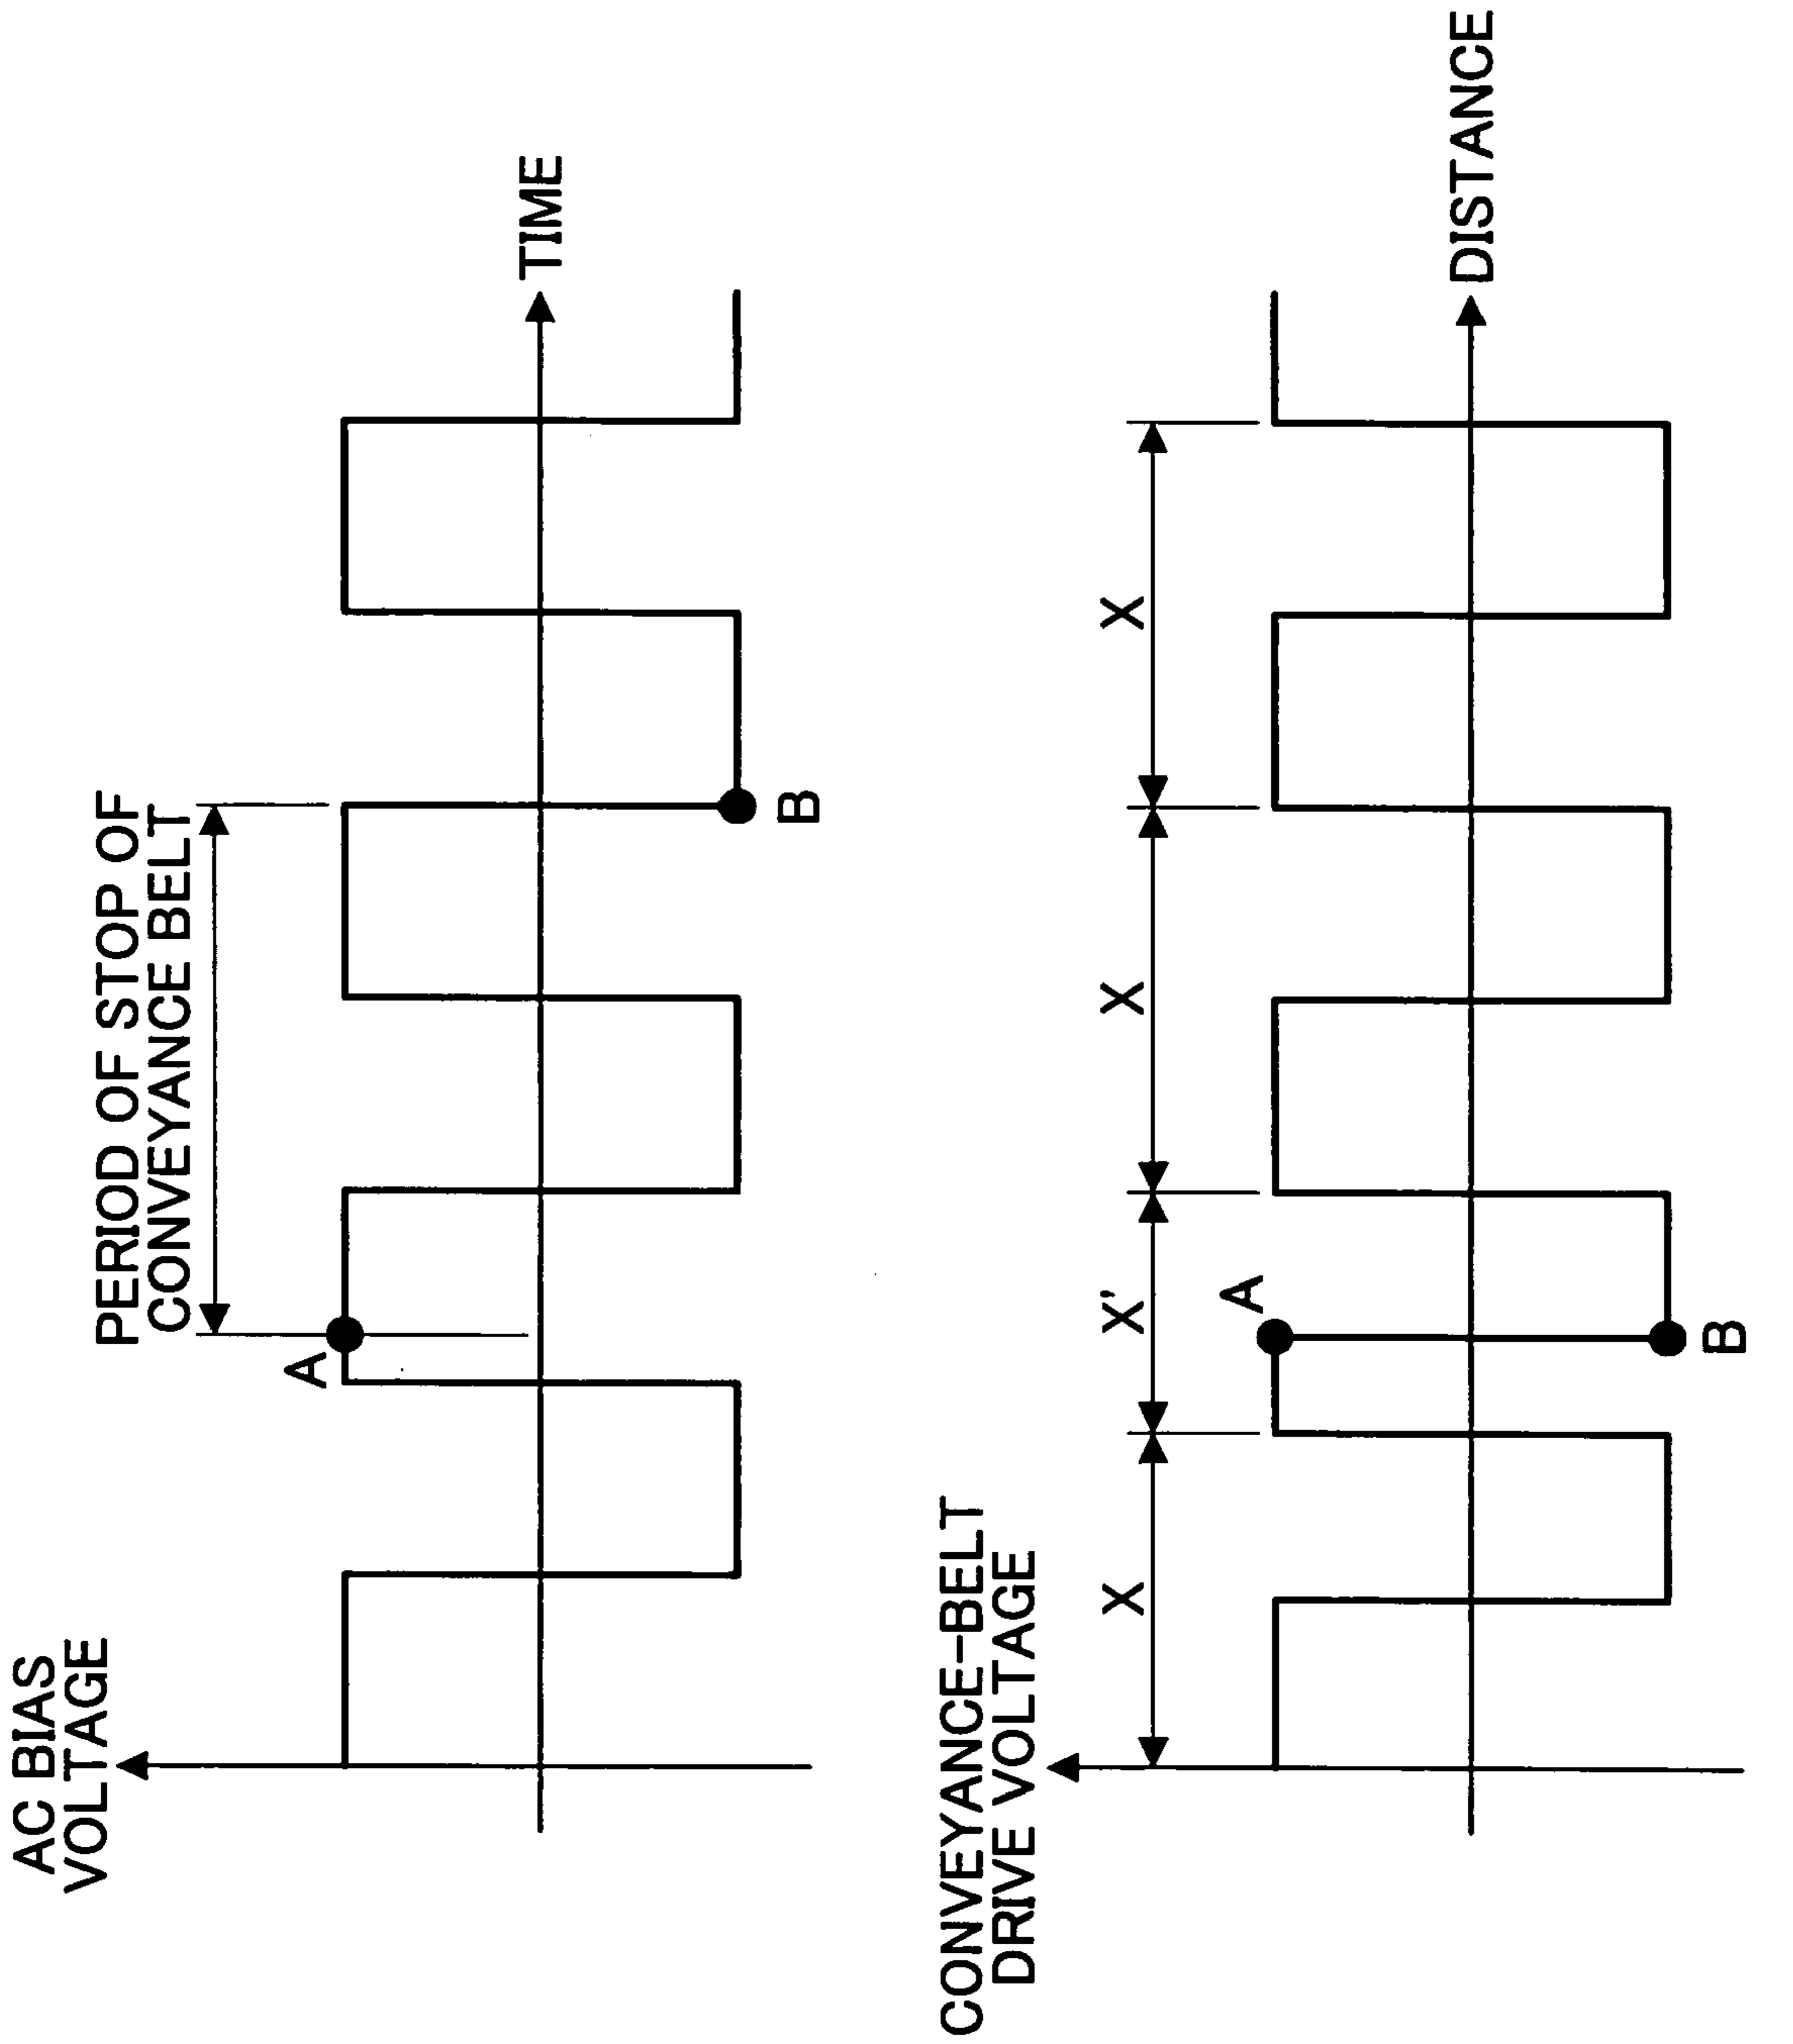 AC BIAS
VOLTAGE
PERIOD OF STOP OF
CONVEYANCE BELT
A
B
TIME
CONVEYANCE-BELT
DRIVE VOLTAGE
X
X'
X
X
A
B
DISTANCE